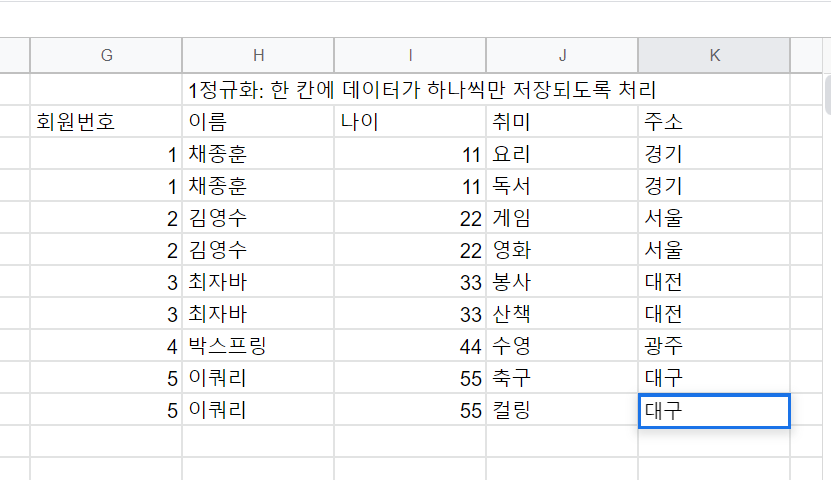 G H I J K
1정규화: 한 칸에 데이터가 하나씩만 저장되도록 처리
회원번호 이름 나이 취미 주소
1 채종훈 11 요리 경기
1 채종훈 11 독서 경기
2 김영수 22 게임 서울
2 김영수 22 영화 서울
3 최자바 33 봉사 대전
3 최자바 33 산책 대전
4 박스프링 44 수영 광주
5 이쿼리 55 축구 대구
5 이쿼리 55 컬링 대구